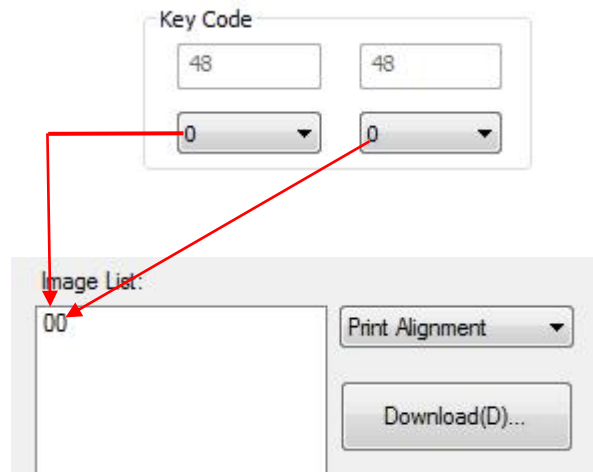 Key Code
48 48
0 0
Image List:
00
Print Alignment
Download(D)...